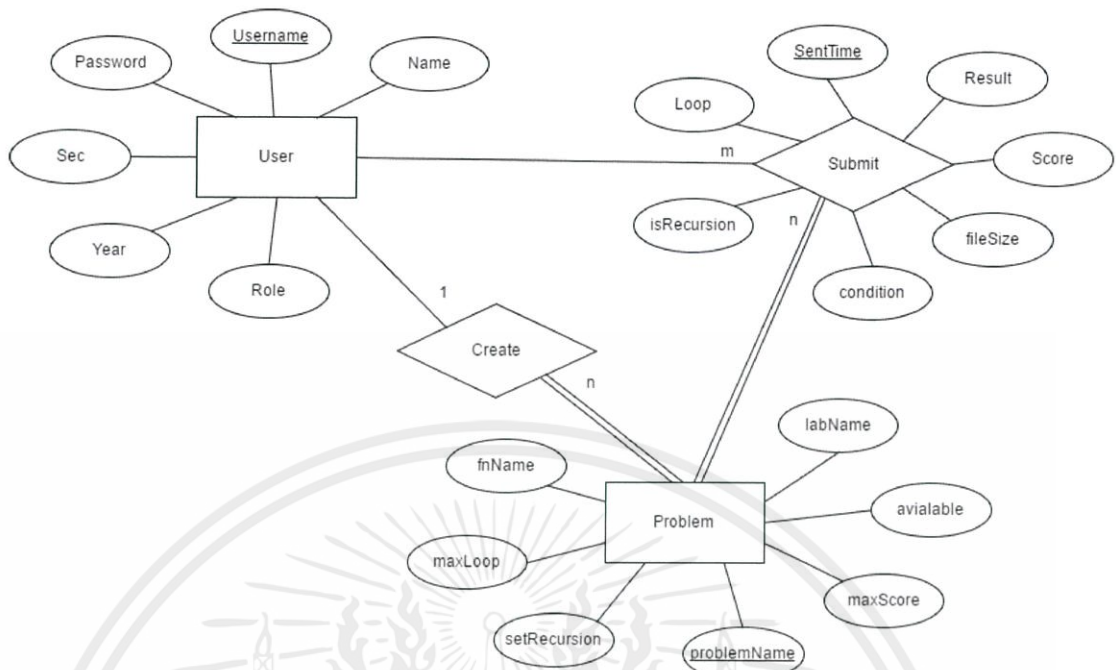 Username
Password
Name
Sec
User
Year
Role
SentTime
Loop
Result
m
Submit
Score
isRecursion
n
fileSize
condition
1
Create
n
labName
fnName
Problem
avialable
maxLoop
maxScore
setRecursion
problemName